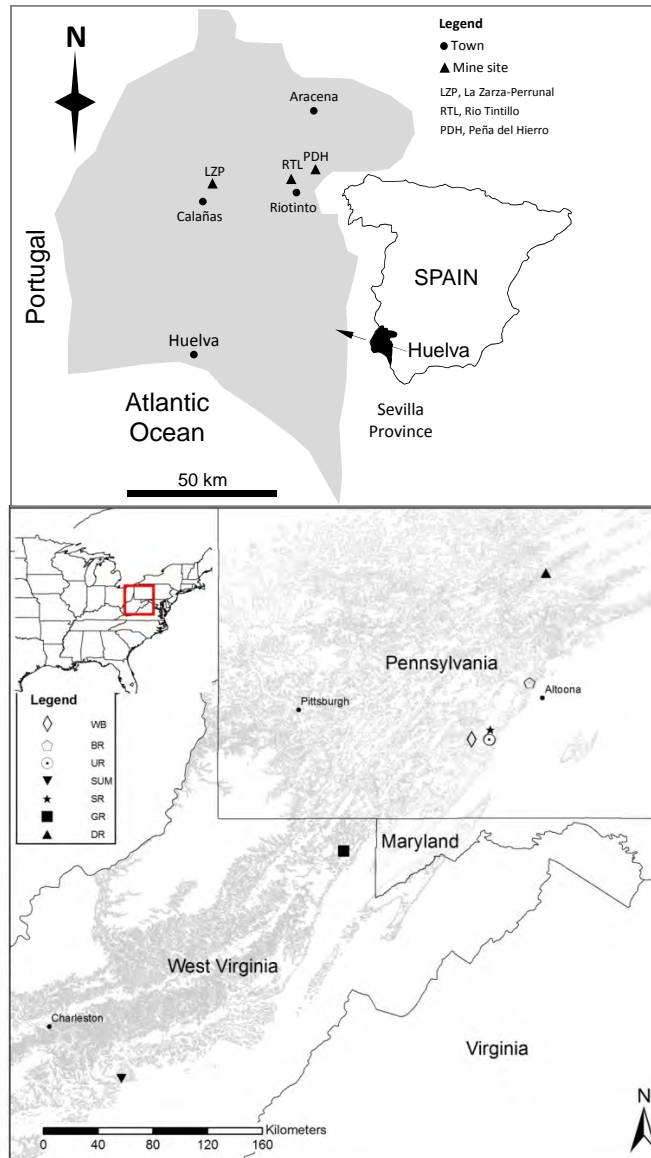 N
Legend
Town
Mine site
LZP, La Zarza-Perrunal
RTL, Rio Tintillo
PDH, Peña del Hierro
Aracena
PDH
RTL
LZP
Riotinto
Calañas
Portugal
SPAIN
Huelva
Huelva
Atlantic
Ocean
Sevilla
Province
50 km
Pennsylvania
Altoona
Pittsburgh
Legend
WB
BR
UR
SUM
SR
GR
DR
Maryland
West Virginia
Charleston
Virginia
Kilometers
0 40 80 120 160
N